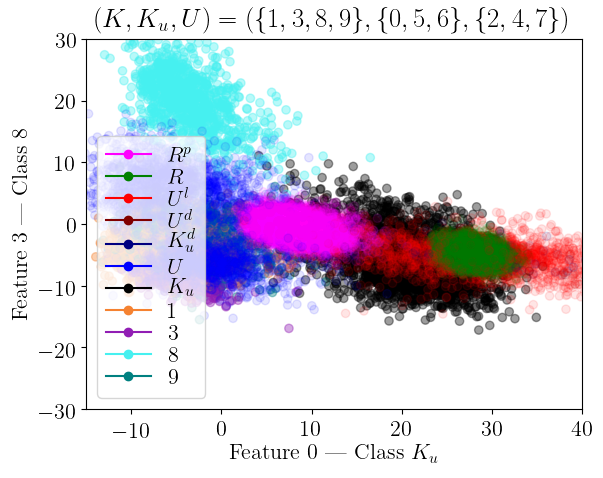 (K, K_u, U) = ({1, 3, 8, 9}, {0, 5, 6}, {2, 4, 7})
Feature 3 — Class 8
30
20
10
0
−10
−20
−30
R^p
R
U^l
U^d
K_u^d
U
K_u
1
3
8
9
−10 0 10 20 30 40
Feature 0 — Class K_u